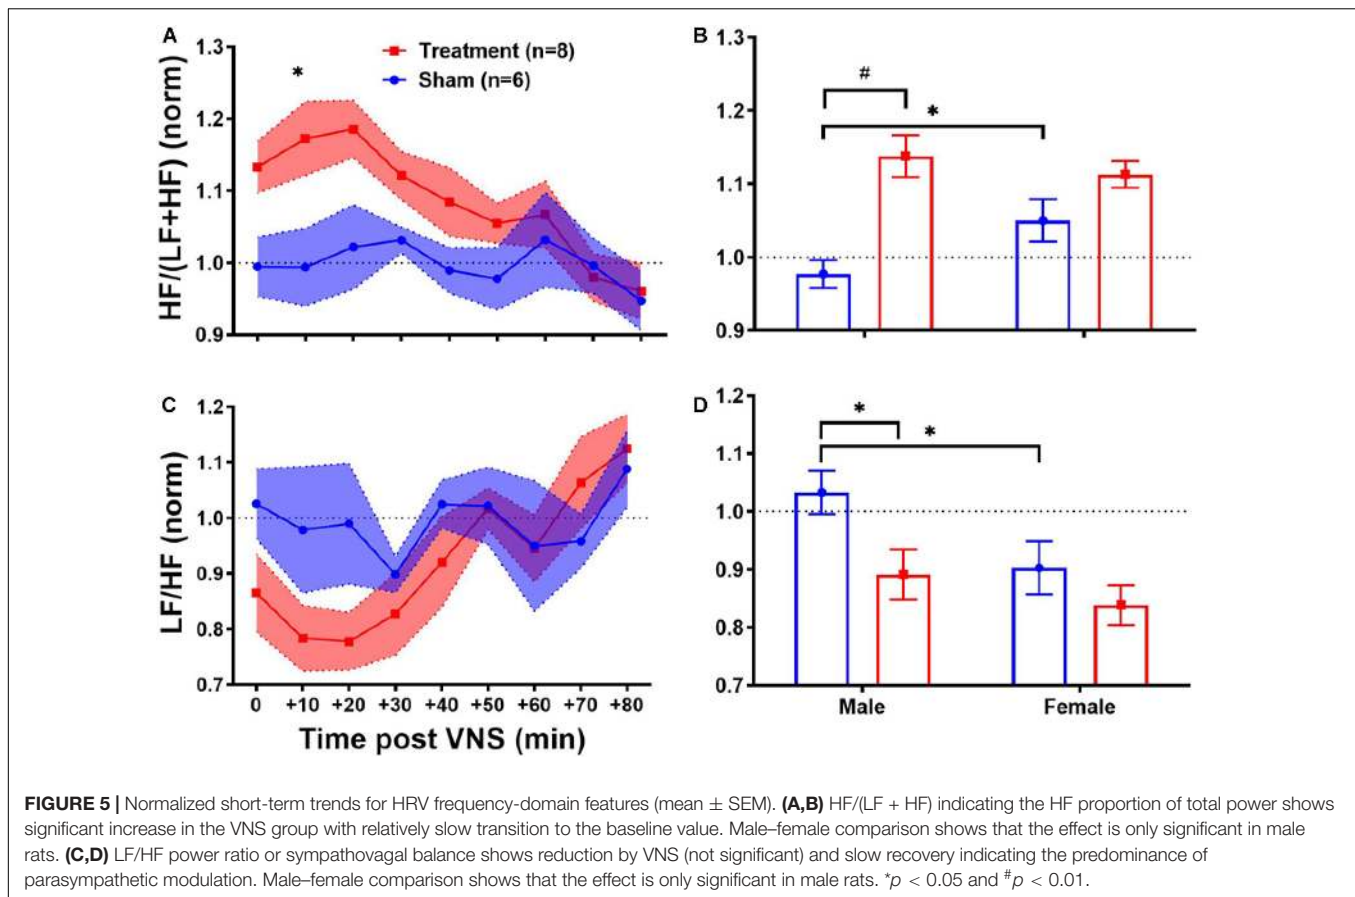 A
Treatment (n=8)
Sham (n=6)
*
HF/(LF+HF) (norm)
1.3
1.2
1.1
1.0
0.9
B
1.3
1.2
1.1
1.0
0.9
#
*
C
LF/HF (norm)
1.2
1.1
1.0
0.9
0.8
0.7
0 +10 +20 +30 +40 +50 +60 +70 +80
Time post VNS (min)
D
1.2
1.1
1.0
0.9
0.8
0.7
*
*
Male Female
FIGURE 5 | Normalized short-term trends for HRV frequency-domain features (mean ± SEM). (A,B) HF/(LF + HF) indicating the HF proportion of total power shows
significant increase in the VNS group with relatively slow transition to the baseline value. Male–female comparison shows that the effect is only significant in male
rats. (C,D) LF/HF power ratio or sympathovagal balance shows reduction by VNS (not significant) and slow recovery indicating the predominance of
parasympathetic modulation. Male–female comparison shows that the effect is only significant in male rats. *p < 0.05 and #p < 0.01.